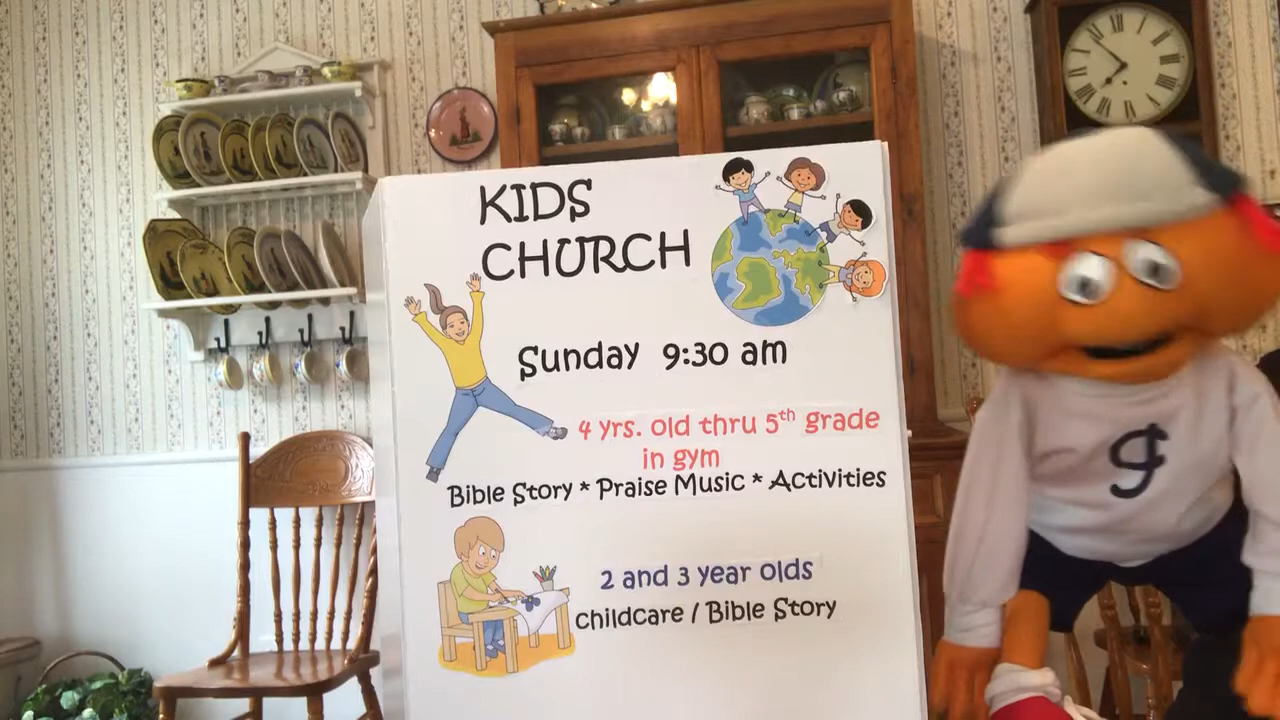 KIDS
CHURCH
Sunday 9:30 am
4 yrs. old thru 5th grade
in gym
Bible Story * Praise Music * Activities
2 and 3 year olds
childcare / Bible Story